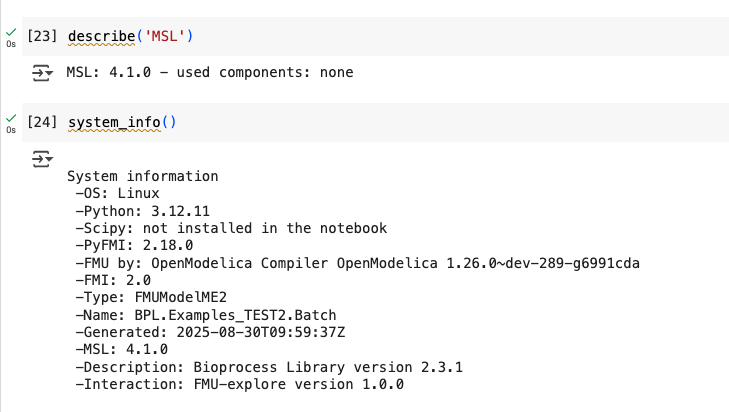 [23] describe('MSL')
0s
MSL: 4.1.0 – used components: none
[24] system_info()
0s
System information
-OS: Linux
-Python: 3.12.11
-Scipy: not installed in the notebook
-PyFMI: 2.18.0
-FMU by: OpenModelica Compiler OpenModelica 1.26.0~dev-289-g6991cda
-FMI: 2.0
-Type: FMUModelME2
-Name: BPL.Examples_TEST2.Batch
-Generated: 2025-08-30T09:59:37Z
-MSL: 4.1.0
-Description: Bioprocess Library version 2.3.1
-Interaction: FMU-explore version 1.0.0